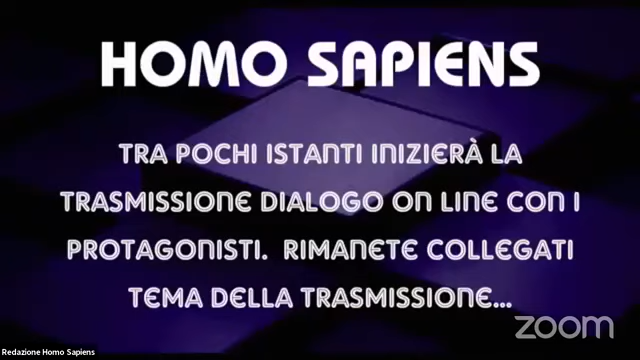 HOMO SAPIENS
TRA POCHI ISTANTI INIZIERÀ LA
TRASMISSIONE DIALOGO ON LINE CON I
PROTAGONISTI. RIMANETE COLLEGATI
TEMA DELLA TRASMISSIONE...
zoom
Redazione Homo Sapiens